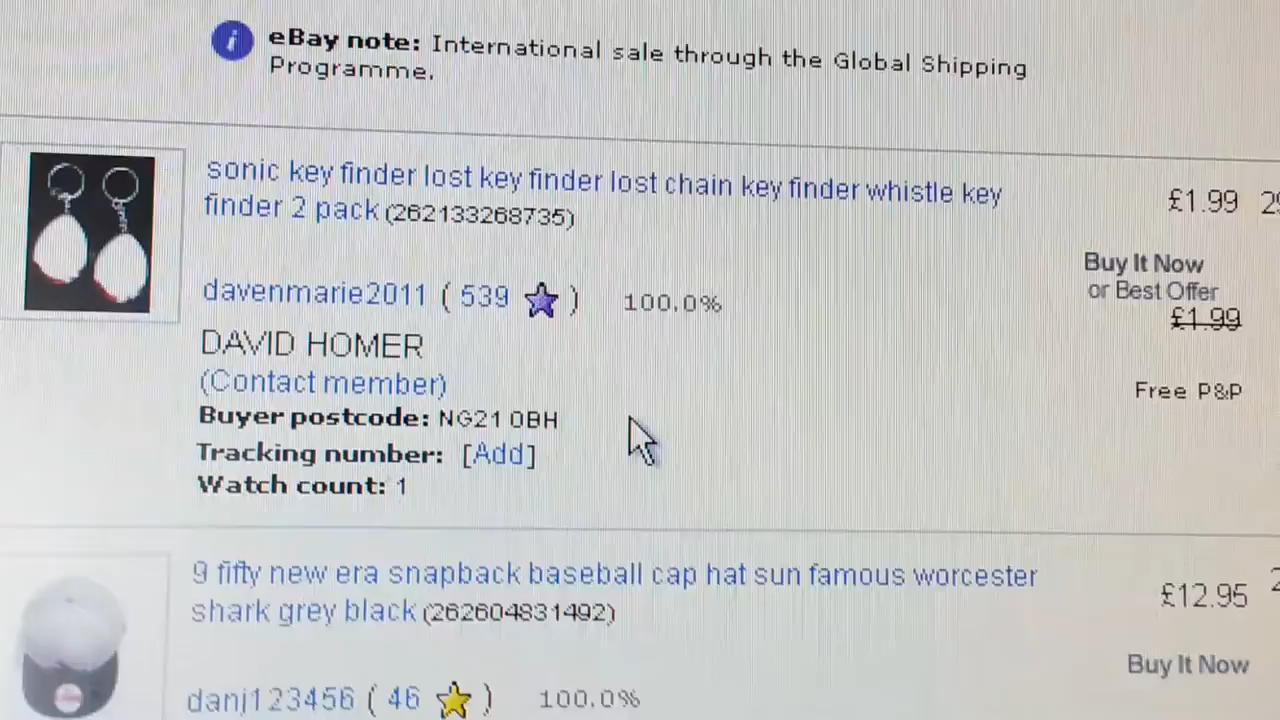 eBay note: International sale through the Global Shipping
Programme.
sonic key finder lost key finder lost chain key finder whistle key
finder 2 pack (262133268735)
£1.99
Buy It Now
or Best Offer
£1.99
davenmarie2011 ( 539 ) 100.0%
DAVID HOMER
(Contact member)
Free P&P
Buyer postcode: NG21 0BH
Tracking number: [Add]
Watch count: 1
9 fifty new era snapback baseball cap hat sun famous worcester
shark grey black (262604831492)
£12.95
Buy It Now
danj123456 ( 46 ) 100.0%